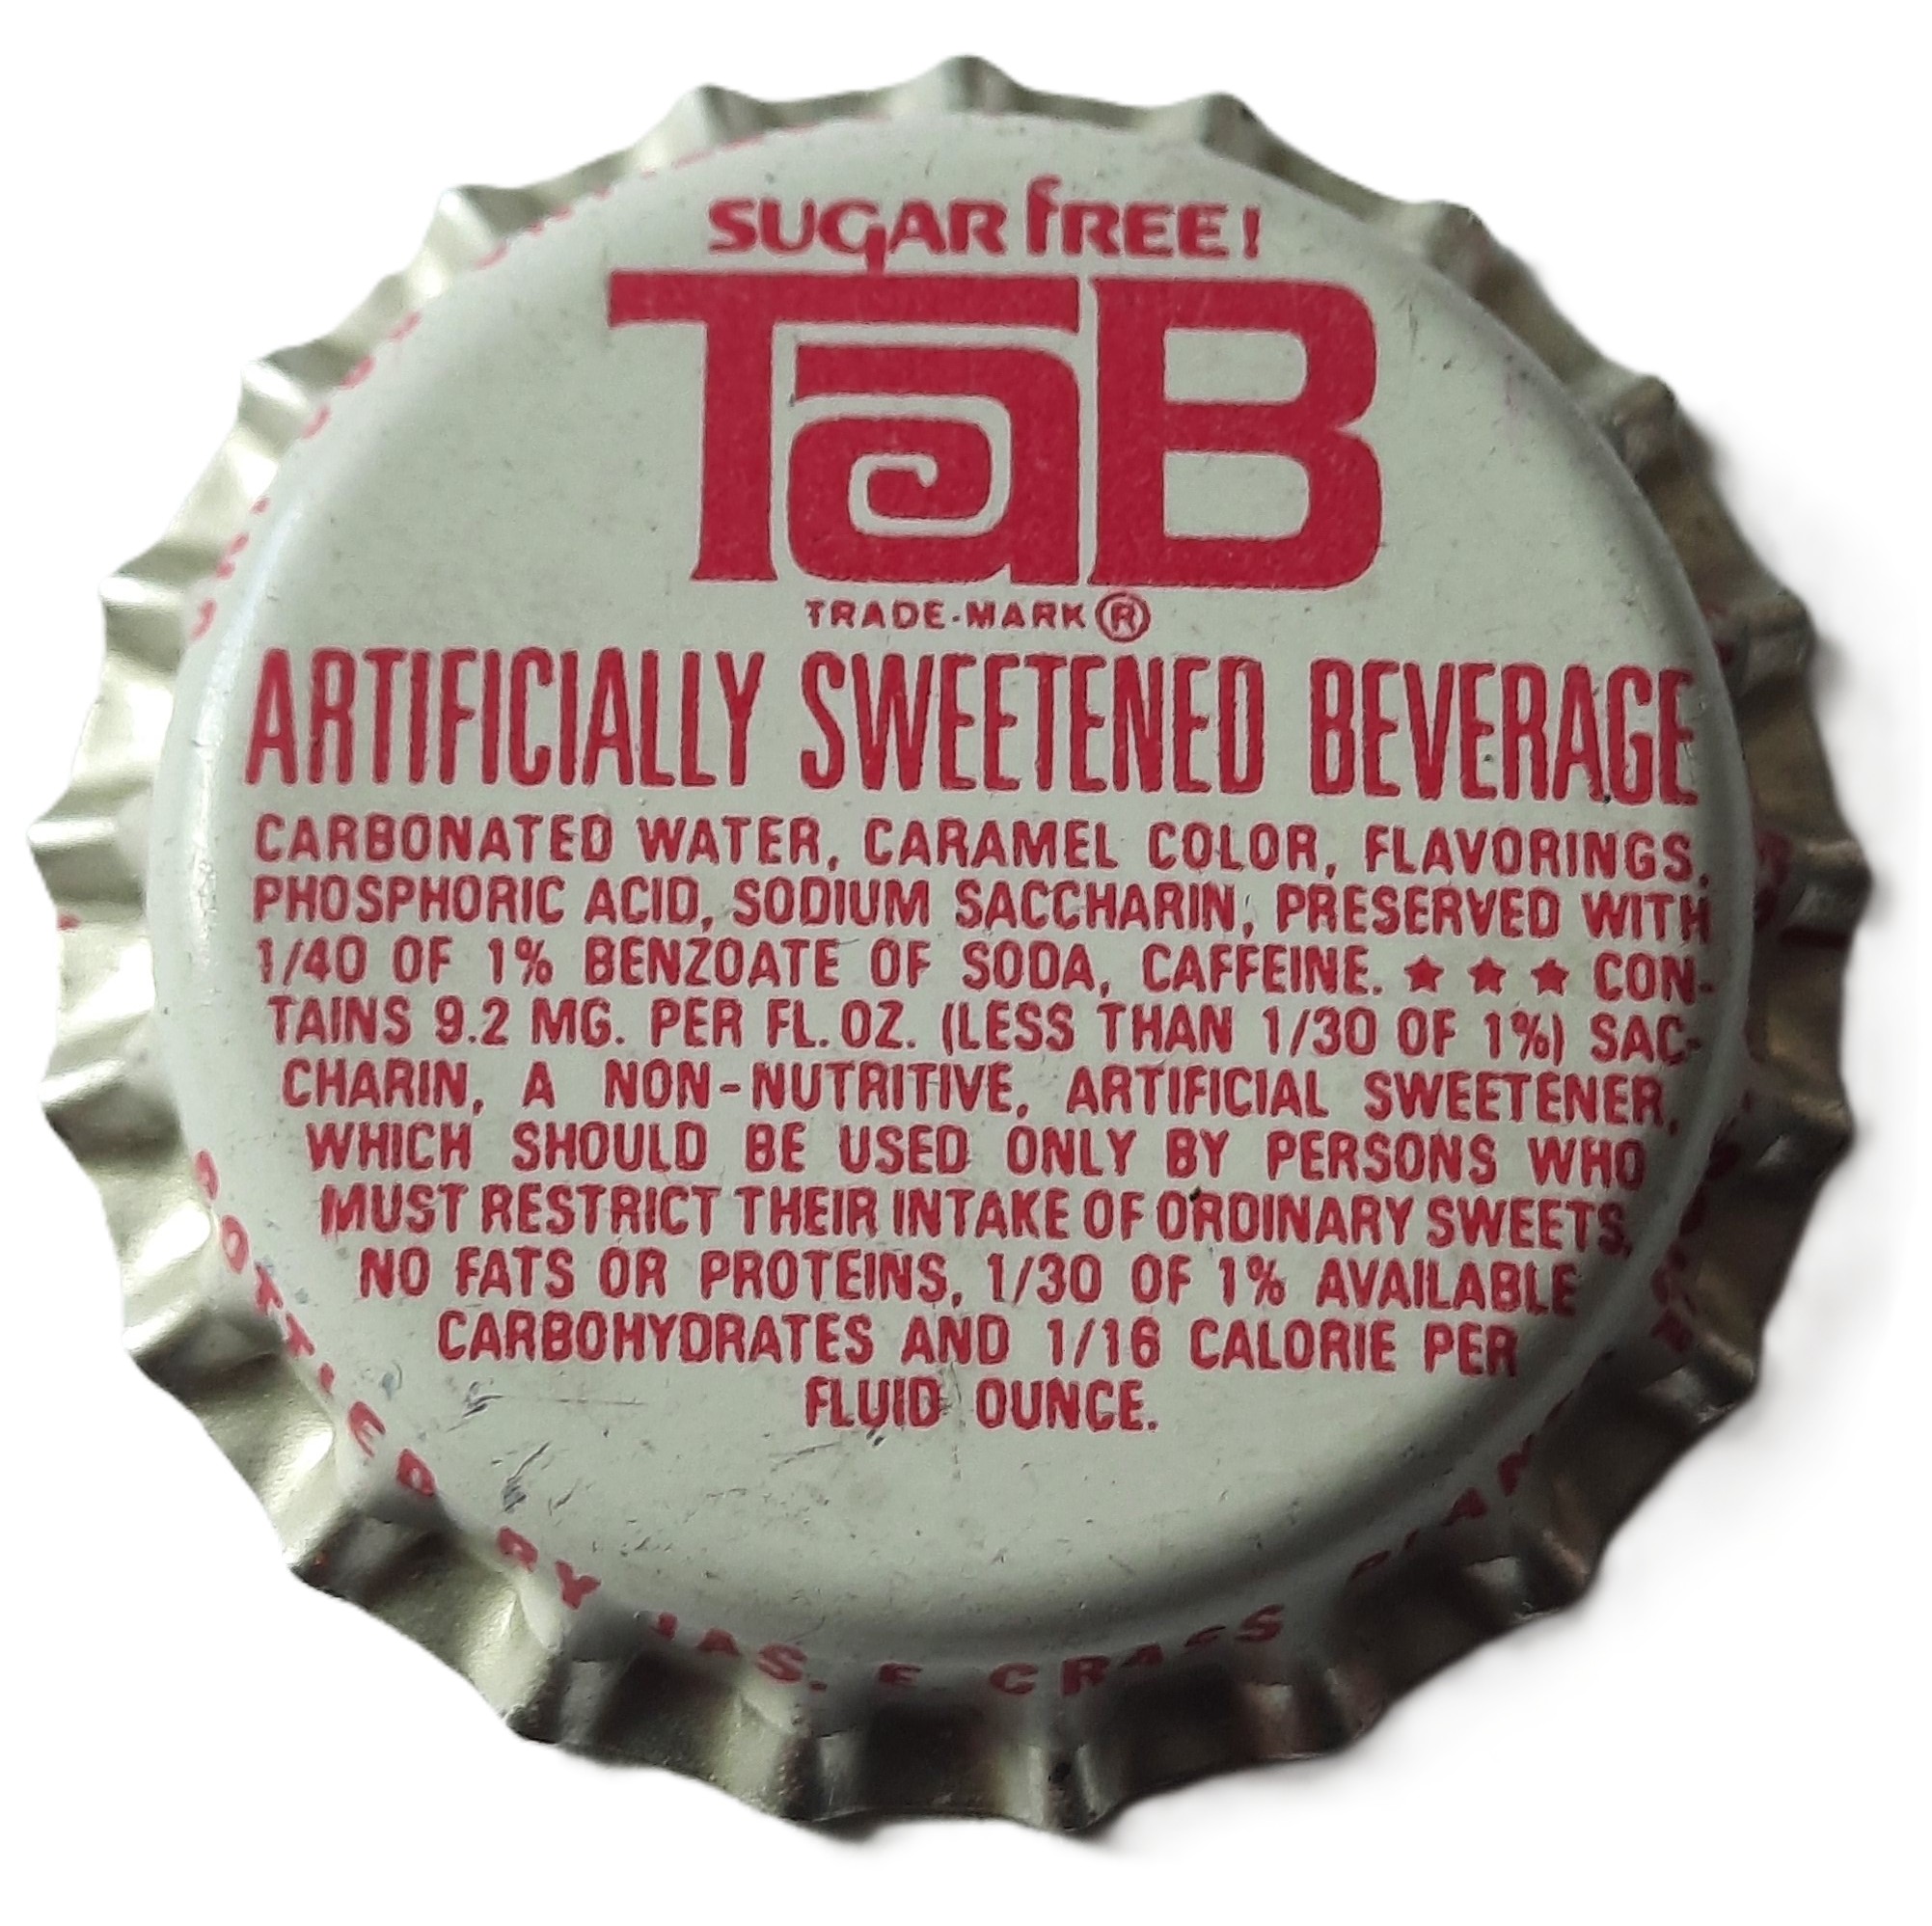 SUGAR FREE!
TaB
TRADE-MARK ®
ARTIFICIALLY SWEETENED BEVERAGE
CARBONATED WATER, CARAMEL COLOR, FLAVORINGS,
PHOSPHORIC ACID, SODIUM SACCHARIN, PRESERVED WITH
1/40 OF 1% BENZOATE OF SODA, CAFFEINE. ★ ★ ★ CON-
TAINS 9.2 MG. PER FL. OZ. (LESS THAN 1/30 OF 1%) SAC-
CHARIN, A NON-NUTRITIVE, ARTIFICIAL SWEETENER,
WHICH SHOULD BE USED ONLY BY PERSONS WHO
MUST RESTRICT THEIR INTAKE OF ORDINARY SWEETS.
NO FATS OR PROTEINS, 1/30 OF 1% AVAILABLE
CARBOHYDRATES AND 1/16 CALORIE PER
FLUID OUNCE.
BOTTLED BY JAS. E.